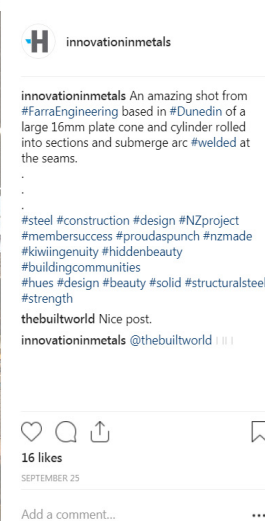 innovationinmetals
innovationinmetals An amazing shot from
#FarraEngineering based in #Dunedin of a
large 16mm plate cone and cylinder rolled
into sections and submerge arc #welded at
the seams.
.
.
.
#steel #construction #design #NZproject
#membersuccess #proudaspunch #nzmade
#kiwiingenuity #hiddenbeauty
#buildingcommunities
#hues #design #beauty #solid #structuralsteel
#strength
thebuiltworld Nice post.
innovationinmetals @thebuiltworld
16 likes
SEPTEMBER 25
Add a comment...